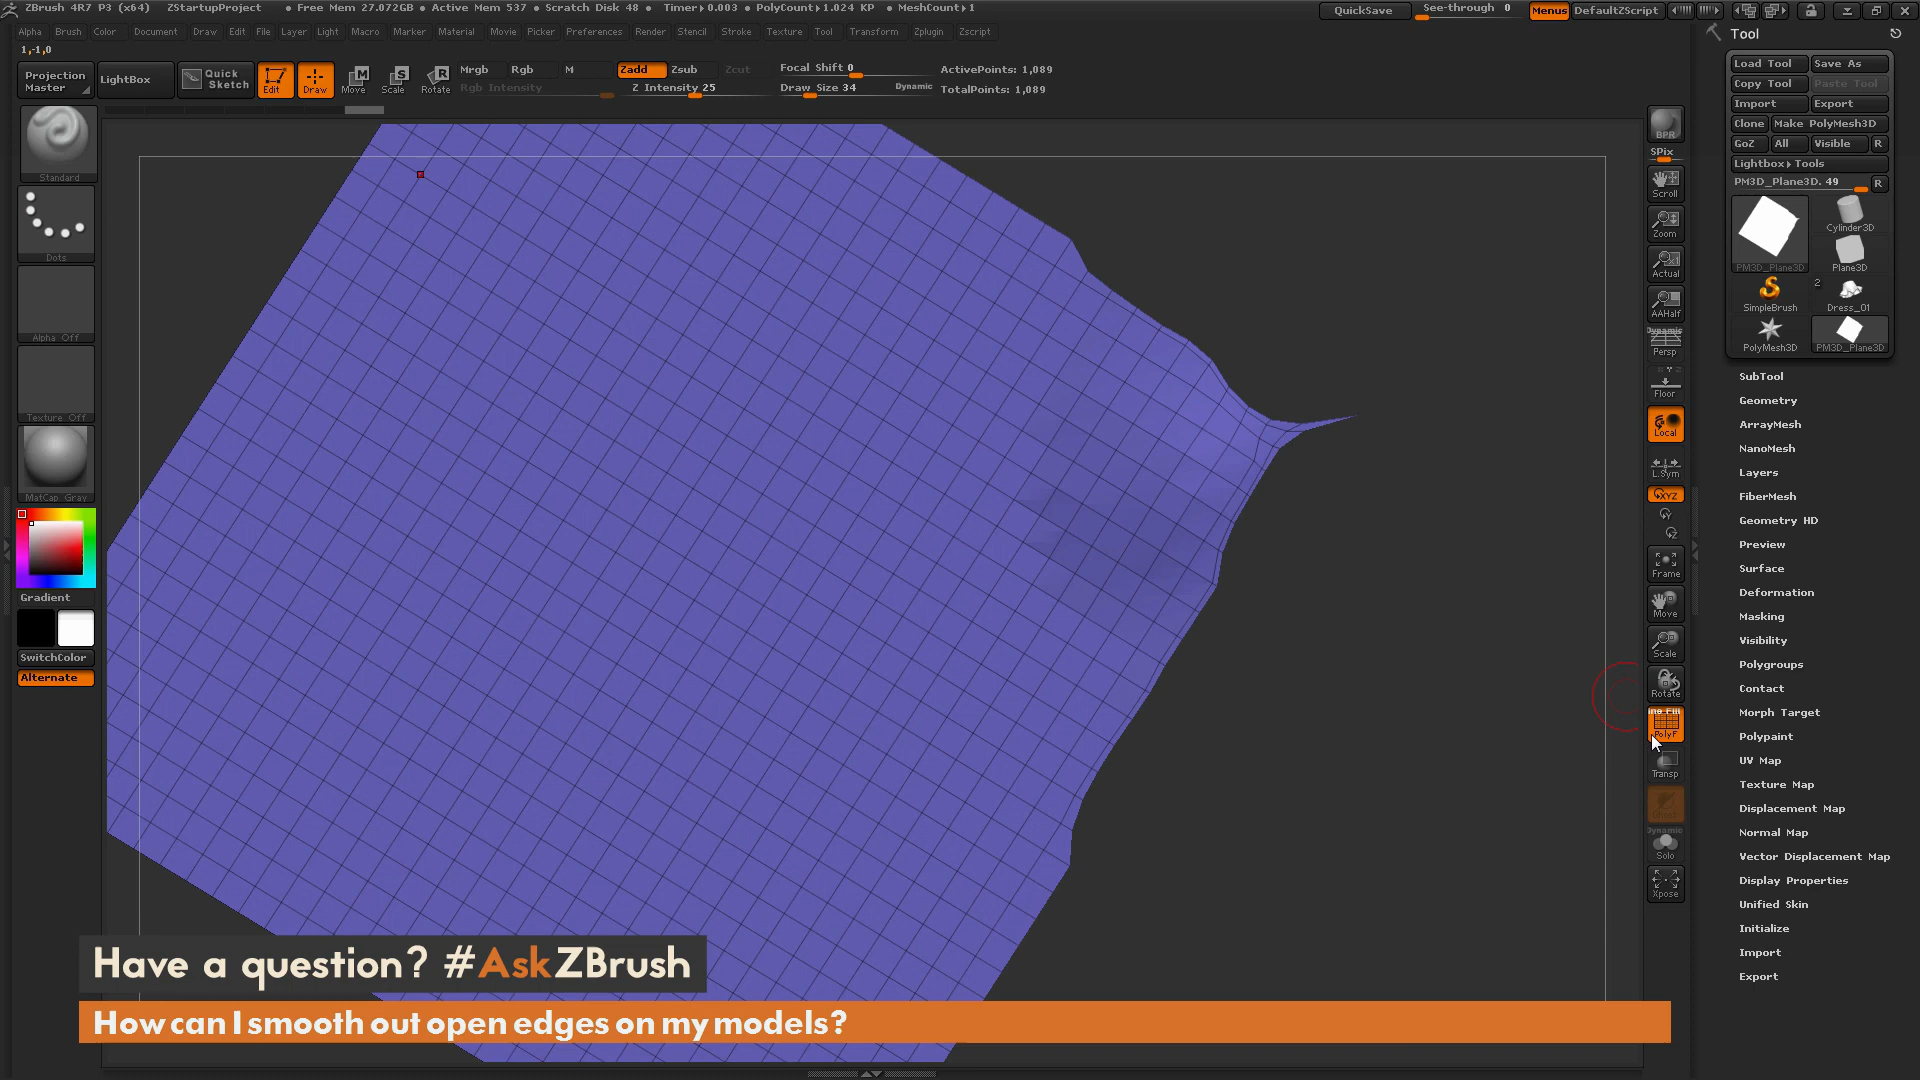 ZBrush 4R7 P3 (x64) ZStartupProject • Free Mem 27.072GB • Active Mem 537 • Scratch Disk 48 • Timer▸0.003 • PolyCount▸1.024 KP • MeshCount▸1 QuickSave See-through 0 Menus DefaultZScript
Alpha Brush Color Document Draw Edit File Layer Light Macro Marker Material Movie Picker Preferences Render Stencil Stroke Texture Tool Transform Zplugin Zscript
1,-1,0
Projection Master
LightBox
Quick Sketch
Edit
Draw
Move
Scale
Rotate
Mrgb Rgb M
Rgb Intensity
Zadd Zsub Zcut
Z Intensity 25
Focal Shift 0
Draw Size 34 Dynamic
ActivePoints: 1,089
TotalPoints: 1,089
Standard
Dots
Alpha Off
Texture Off
MatCap Gray
Gradient
SwitchColor
Alternate
BPR
SPix
Scroll
Zoom
Actual
AAHalf
Dynamic
Persp
Floor
Local
L.Sym
XYZ
Y
Z
Frame
Move
Scale
Rotate
PolyF
Transp
Dynamic
Solo
Xpose
Tool
Load Tool Save As
Copy Tool Paste Tool
Import Export
Clone Make PolyMesh3D
GoZ All Visible R
Lightbox▸Tools
PM3D_Plane3D. 49 R
PM3D_Plane3D
Cylinder3D
Plane3D
SimpleBrush
2
Dress_01
PolyMesh3D
PM3D_Plane3D
SubTool
Geometry
ArrayMesh
NanoMesh
Layers
FiberMesh
Geometry HD
Preview
Surface
Deformation
Masking
Visibility
Polygroups
Contact
Morph Target
Polypaint
UV Map
Texture Map
Displacement Map
Normal Map
Vector Displacement Map
Display Properties
Unified Skin
Initialize
Import
Export
Have a question? #AskZBrush
How can I smooth out open edges on my models?